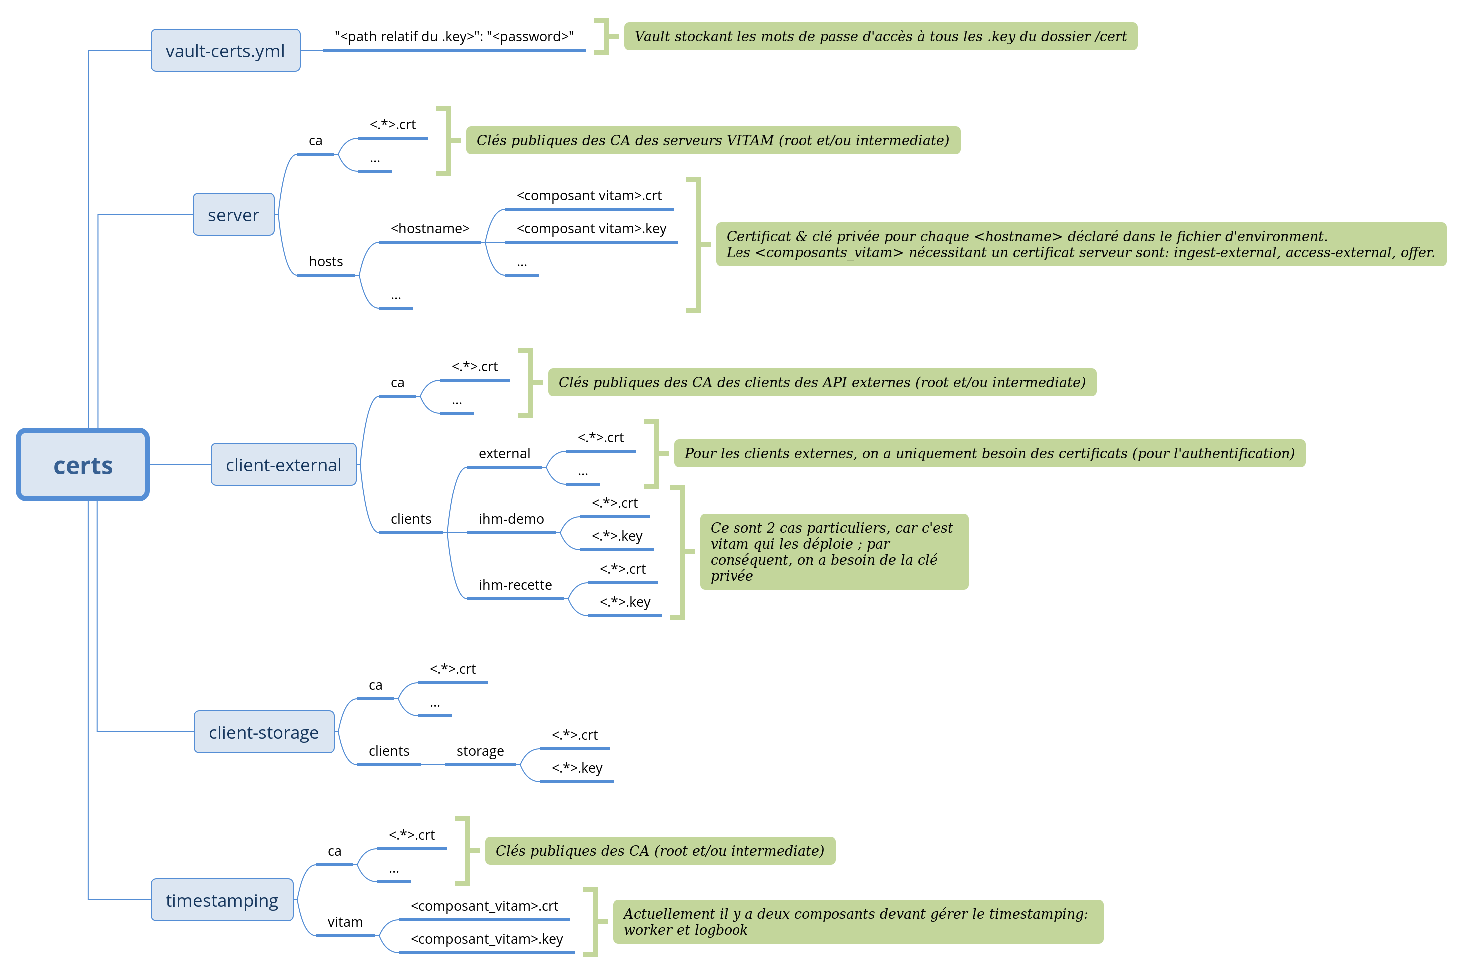 vault-certs.yml
"<path relatif du .key>": "<password>"
Vault stockant les mots de passe d'accès à tous les .key du dossier /cert
server
ca
<.*>.crt
...
Clés publiques des CA des serveurs VITAM (root et/ou intermediate)
hosts
<hostname>
<composant vitam>.crt
<composant vitam>.key
...
...
Certificat & clé privée pour chaque <hostname> déclaré dans le fichier d'environment.
Les <composants_vitam> nécessitant un certificat serveur sont: ingest-external, access-external, offer.
certs
client-external
ca
<.*>.crt
...
Clés publiques des CA des clients des API externes (root et/ou intermediate)
clients
external
<.*>.crt
...
Pour les clients externes, on a uniquement besoin des certificats (pour l'authentification)
ihm-demo
<.*>.crt
<.*>.key
ihm-recette
<.*>.crt
<.*>.key
Ce sont 2 cas particuliers, car c'est
vitam qui les déploie ; par
conséquent, on a besoin de la clé
privée
client-storage
ca
<.*>.crt
...
clients
storage
<.*>.crt
<.*>.key
timestamping
ca
<.*>.crt
...
Clés publiques des CA (root et/ou intermediate)
vitam
<composant_vitam>.crt
<composant_vitam>.key
Actuellement il y a deux composants devant gérer le timestamping:
worker et logbook